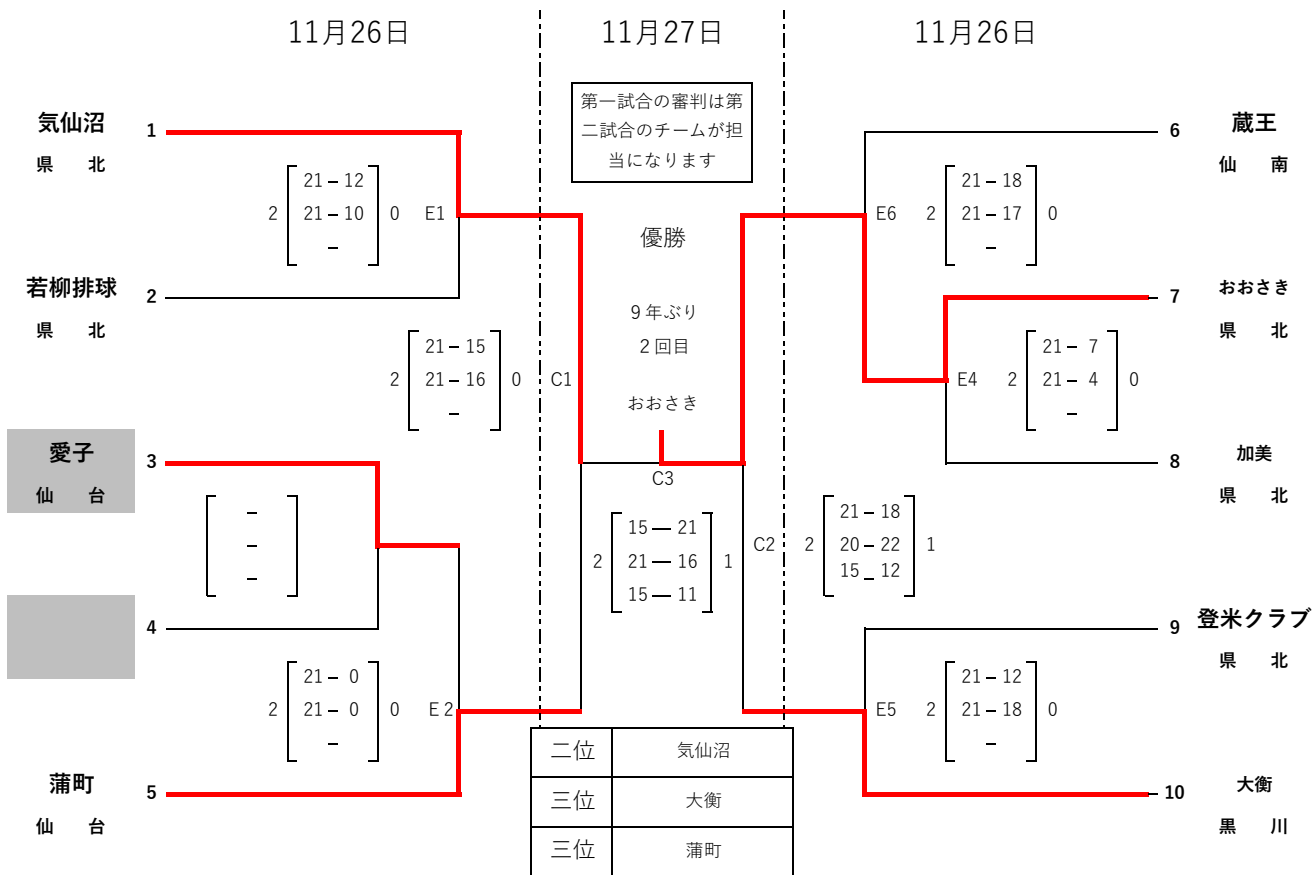 11月26日
11月27日
11月26日
第一試合の審判は第
二試合のチームが担
当になります
気仙沼 1
県 北
21 – 12
2 21 – 10 0 E1
–
若柳排球 2
県 北
21 – 15
2 21 – 16 0 C1
–
愛子 3
仙 台
–
–
–
4
21 – 0
2 21 – 0 0 E 2
–
蒲町 5
仙 台
優勝
9 年ぶり
2 回目
おおさき
C3
15 — 21
2 21 — 16 1
15 — 11
二位 気仙沼
三位 大衡
三位 蒲町
6 蔵王
仙 南
21 – 18
E6 2 21 – 17 0
–
7 おおさき
県 北
21 – 7
E4 2 21 – 4 0
–
8 加美
県 北
21 – 18
C2 2 20 – 22 1
15 _ 12
9 登米クラブ
県 北
21 – 12
E5 2 21 – 18 0
–
10 大衡
黒 川